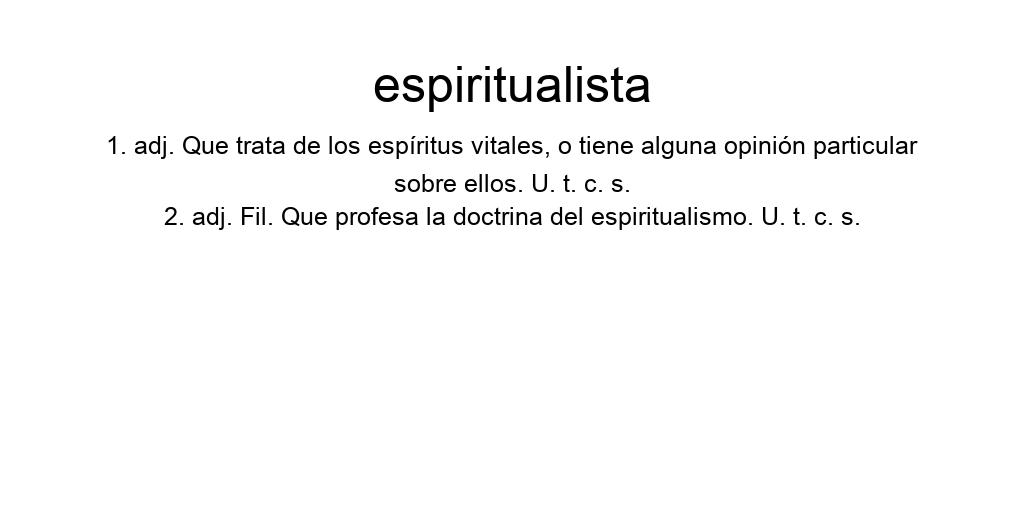 espiritualista
1. adj. Que trata de los espíritus vitales, o tiene alguna opinión particular
sobre ellos. U. t. c. s.
2. adj. Fil. Que profesa la doctrina del espiritualismo. U. t. c. s.